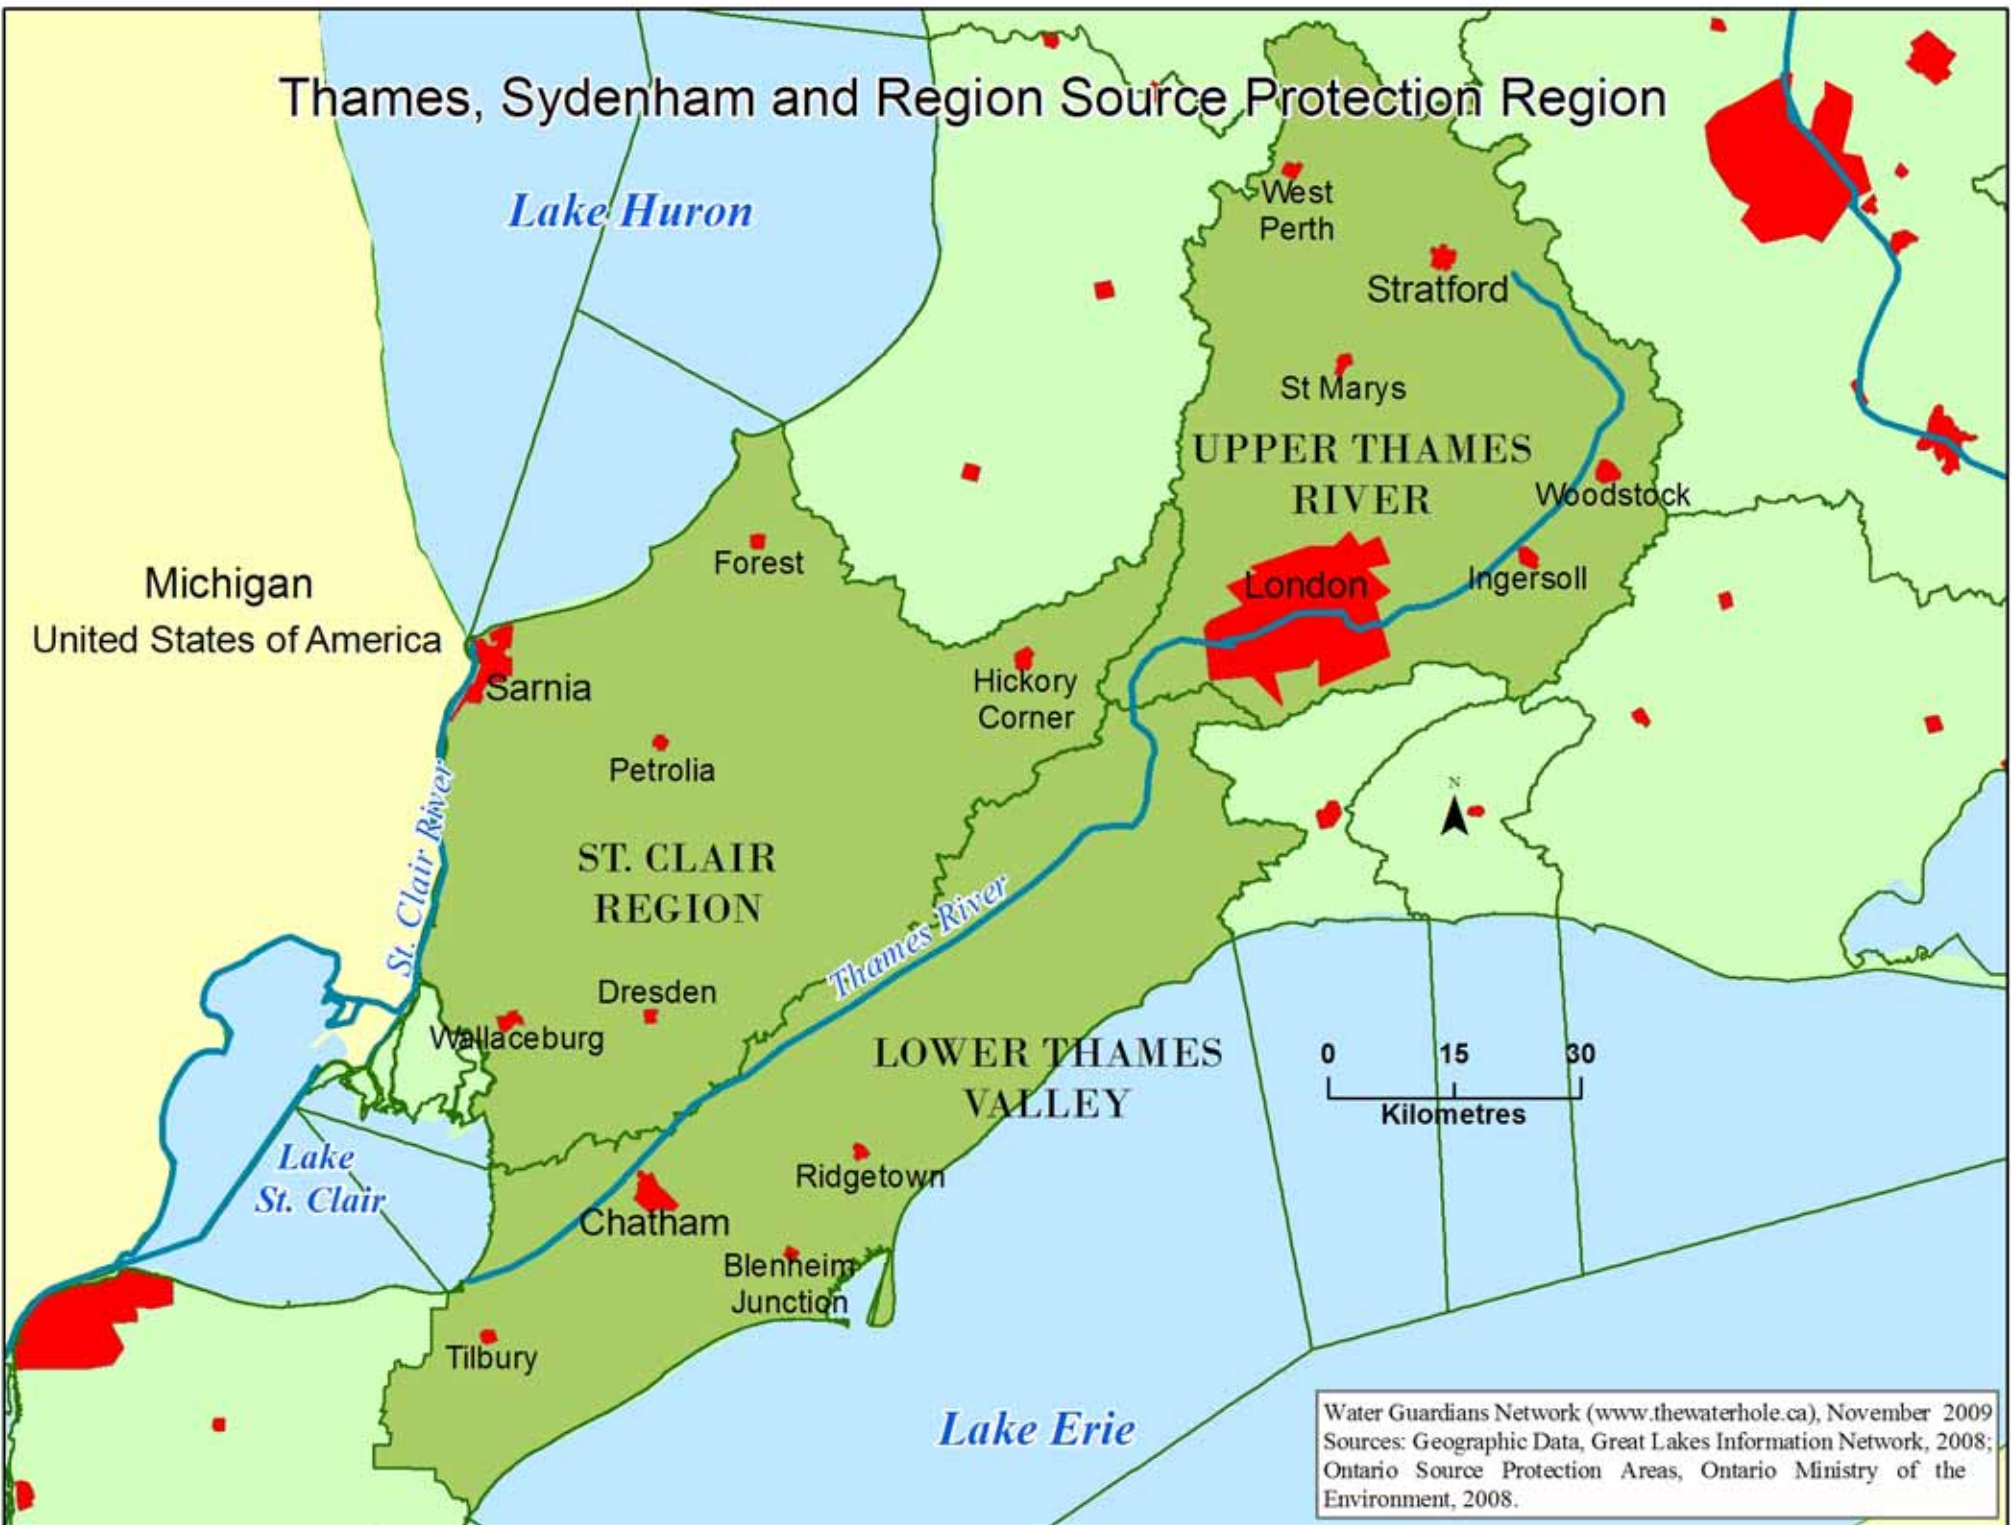 Thames, Sydenham and Region Source Protection Region
Lake Huron
West
Perth
Stratford
St Marys
UPPER THAMES
RIVER
Woodstock
Forest
Michigan
United States of America
London
Ingersoll
Sarnia
Hickory
Corner
Petrolia
St. Clair River
N
ST. CLAIR
REGION
Thames River
Dresden
Wallaceburg
LOWER THAMES
VALLEY
0 15 30
Kilometres
Lake
St. Clair
Ridgetown
Chatham
Blenheim
Junction
Tilbury
Lake Erie
Water Guardians Network (www.thewaterhole.ca), November 2009
Sources: Geographic Data, Great Lakes Information Network, 2008;
Ontario Source Protection Areas, Ontario Ministry of the
Environment, 2008.